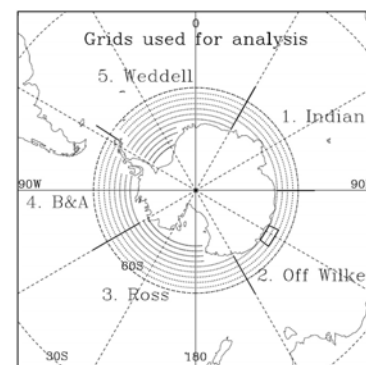 0
Grids used for analysis
5. Weddell
1. Indian
90W
90
4. B&A
60S
2. Off Wilke
3. Ross
30S
180